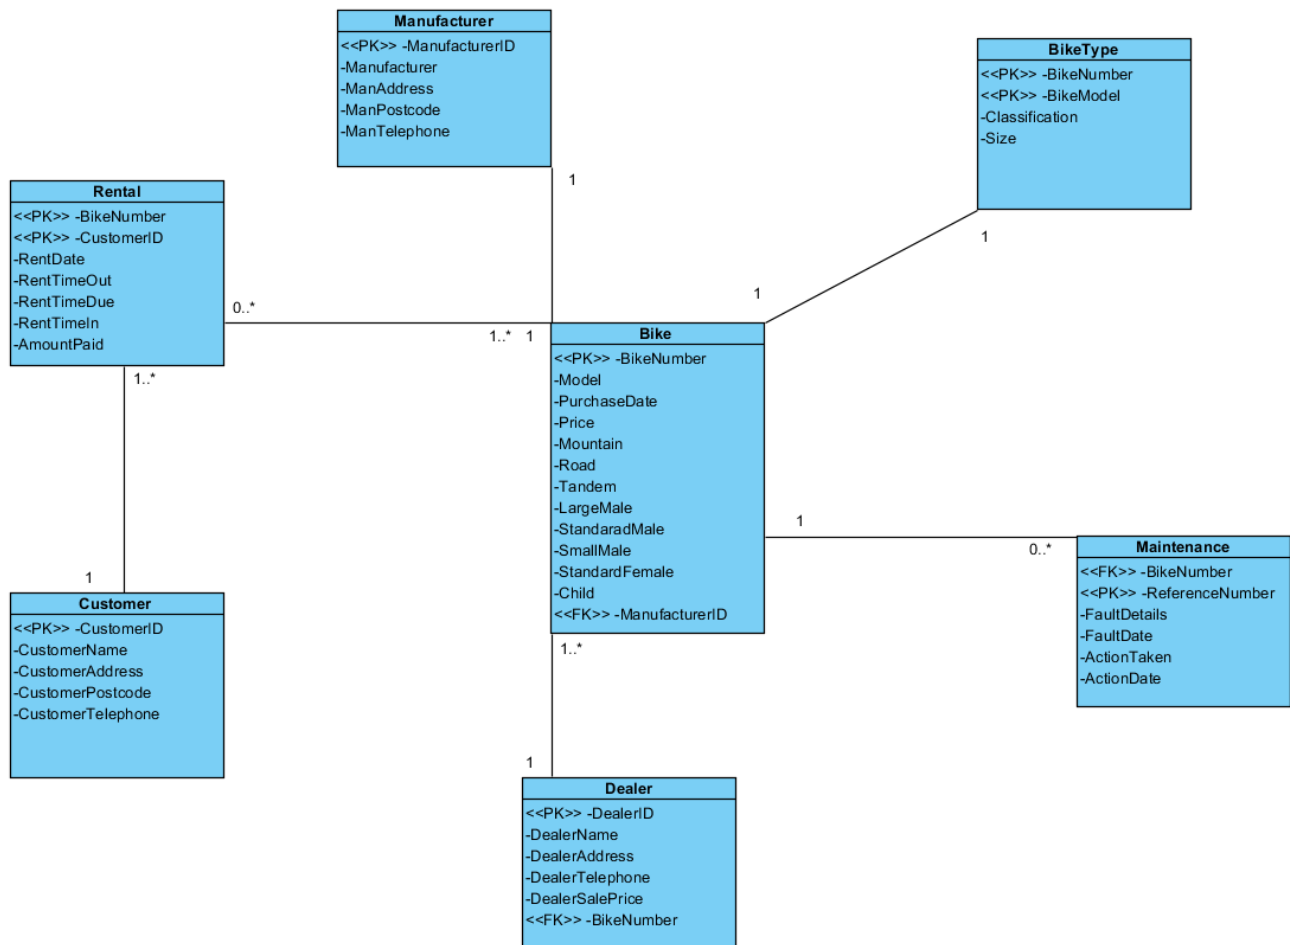 Manufacturer
<<PK>> -ManufacturerID
-Manufacturer
-ManAddress
-ManPostcode
-ManTelephone
1
BikeType
<<PK>> -BikeNumber
<<PK>> -BikeModel
-Classification
-Size
1
1
Rental
<<PK>> -BikeNumber
<<PK>> -CustomerID
-RentDate
-RentTimeOut
-RentTimeDue
-RentTimeIn
-AmountPaid
0..*
1..*
1
1..*
1
Bike
<<PK>> -BikeNumber
-Model
-PurchaseDate
-Price
-Mountain
-Road
-Tandem
-LargeMale
-StandaradMale
-SmallMale
-StandardFemale
-Child
<<FK>> -ManufacturerID
1
0..*
1..*
1
Maintenance
<<FK>> -BikeNumber
<<PK>> -ReferenceNumber
-FaultDetails
-FaultDate
-ActionTaken
-ActionDate
Customer
<<PK>> -CustomerID
-CustomerName
-CustomerAddress
-CustomerPostcode
-CustomerTelephone
Dealer
<<PK>> -DealerID
-DealerName
-DealerAddress
-DealerTelephone
-DealerSalePrice
<<FK>> -BikeNumber